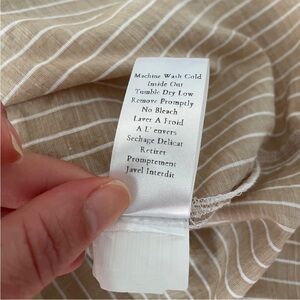 Machine Wash Cold
Inside Out
Tumble Dry Low
Remove Promptly
No Bleach
Laver A Froid
A L' envers
Sechage Delicat
Retirer
Promptement
Javel Interdit